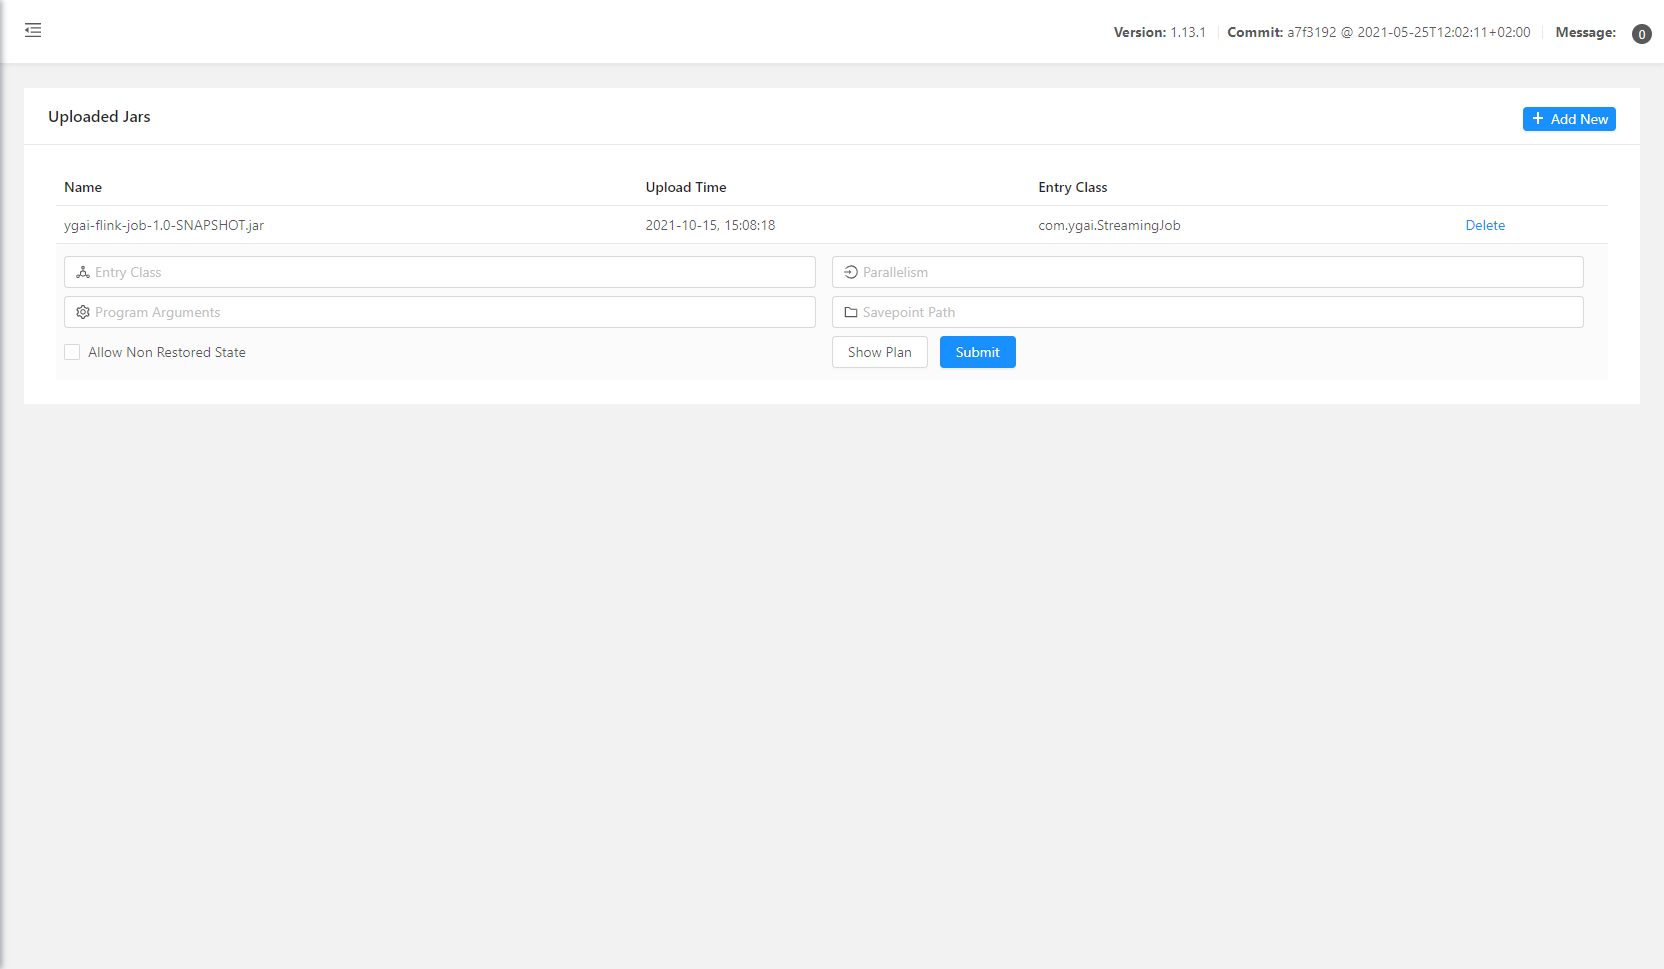 Version: 1.13.1 Commit: a7f3192 @ 2021-05-25T12:02:11+02:00 Message: 0
Uploaded Jars
+ Add New
Name Upload Time Entry Class
ygai-flink-job-1.0-SNAPSHOT.jar 2021-10-15, 15:08:18 com.ygai.StreamingJob Delete
Entry Class Parallelism
Program Arguments Savepoint Path
Allow Non Restored State Show Plan Submit